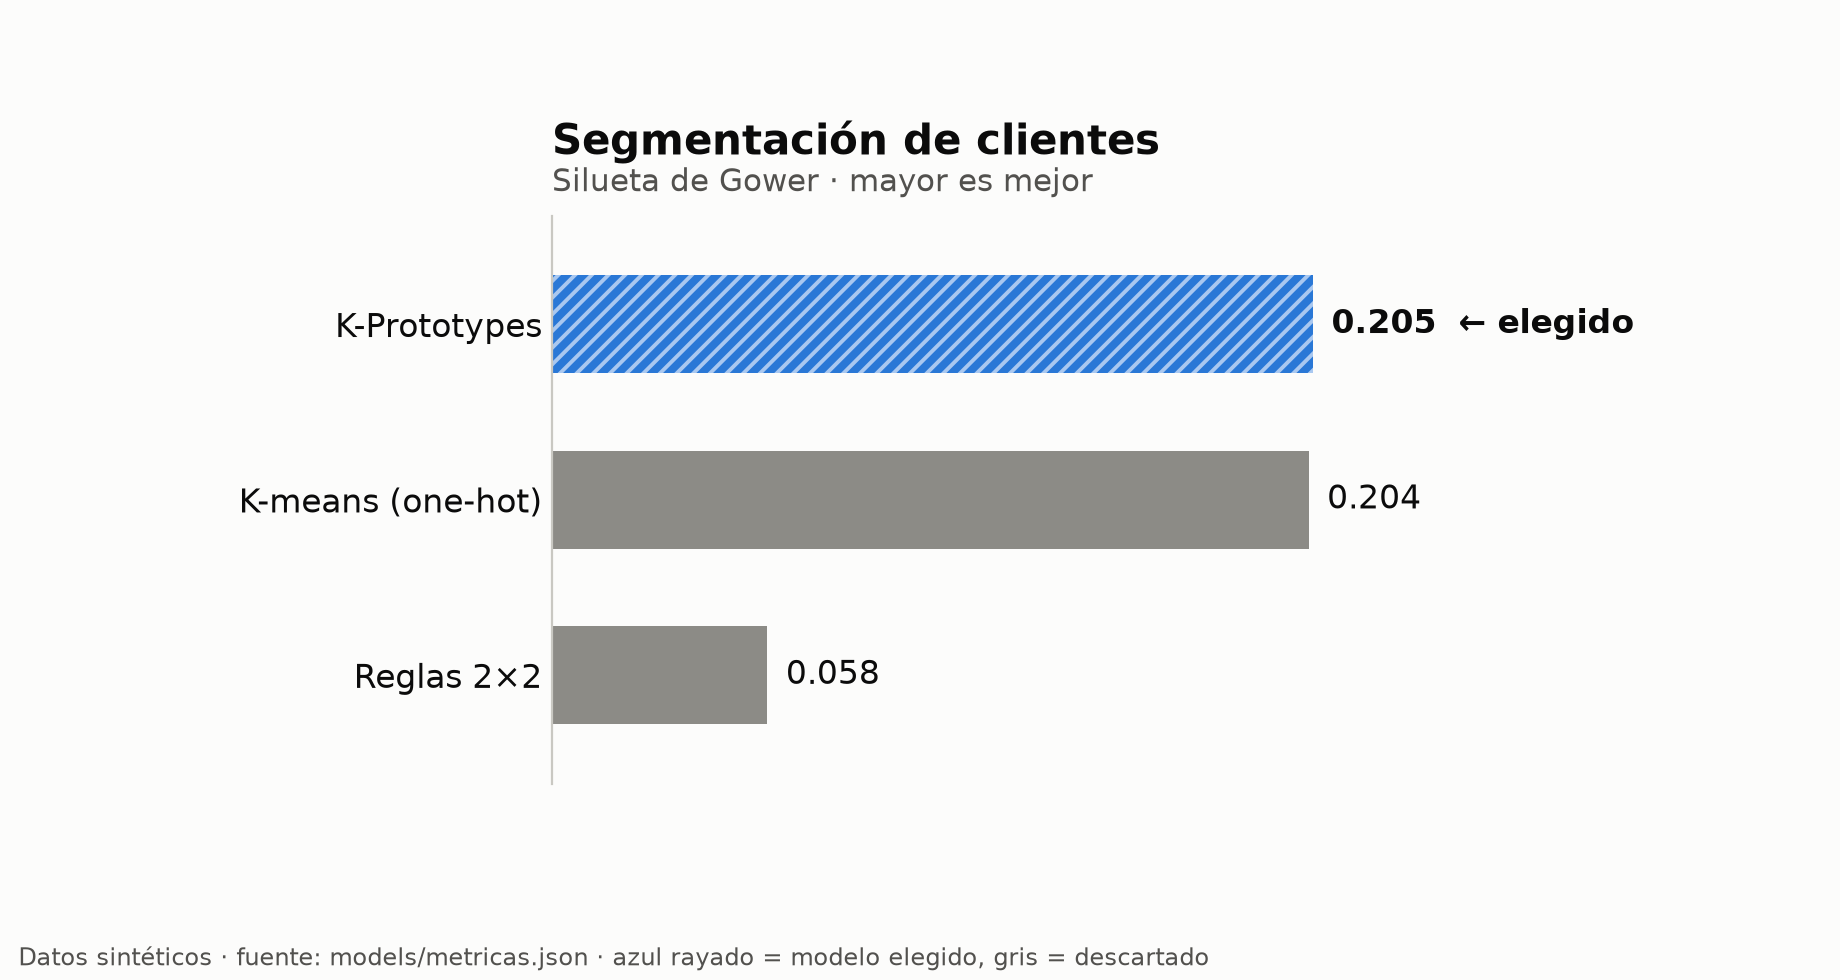 Segmentación de clientes
Silueta de Gower · mayor es mejor
K-Prototypes 0.205 ← elegido
K-means (one-hot) 0.204
Reglas 2×2 0.058
Datos sintéticos · fuente: models/metricas.json · azul rayado = modelo elegido, gris = descartado